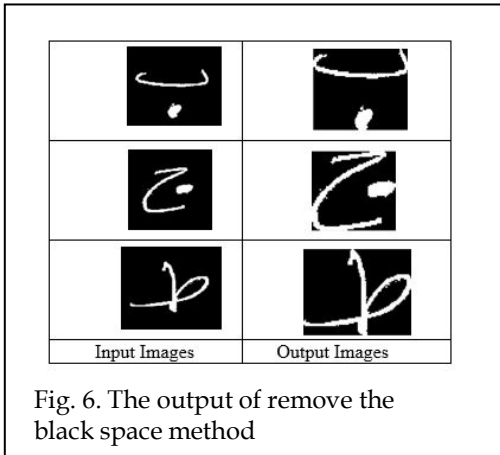 ب
ب
ج
ج
ط
ط
Input Images Output Images
Fig. 6. The output of remove the
black space method